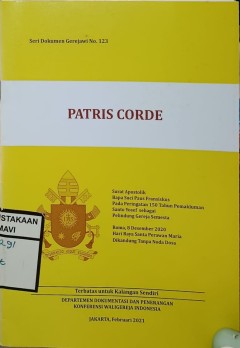 Seri Dokumen Gerejawi No. 123
PATRIS CORDE
Surat Apostolik
Bapa Suci Paus Fransiskus
Pada Peringatan 150 Tahun Pemakluman
Santo Yosef sebagai
Pelindung Gereja Semesta
Roma, 8 Desember 2020
Hari Raya Santa Perawan Maria
Dikandung Tanpa Noda Dosa
USTAKAAN
MAVI
Terbatas untuk Kalangan Sendiri
DEPARTEMEN DOKUMENTASI DAN PENERANGAN
KONFERENSI WALIGEREJA INDONESIA
JAKARTA, Februari 2021